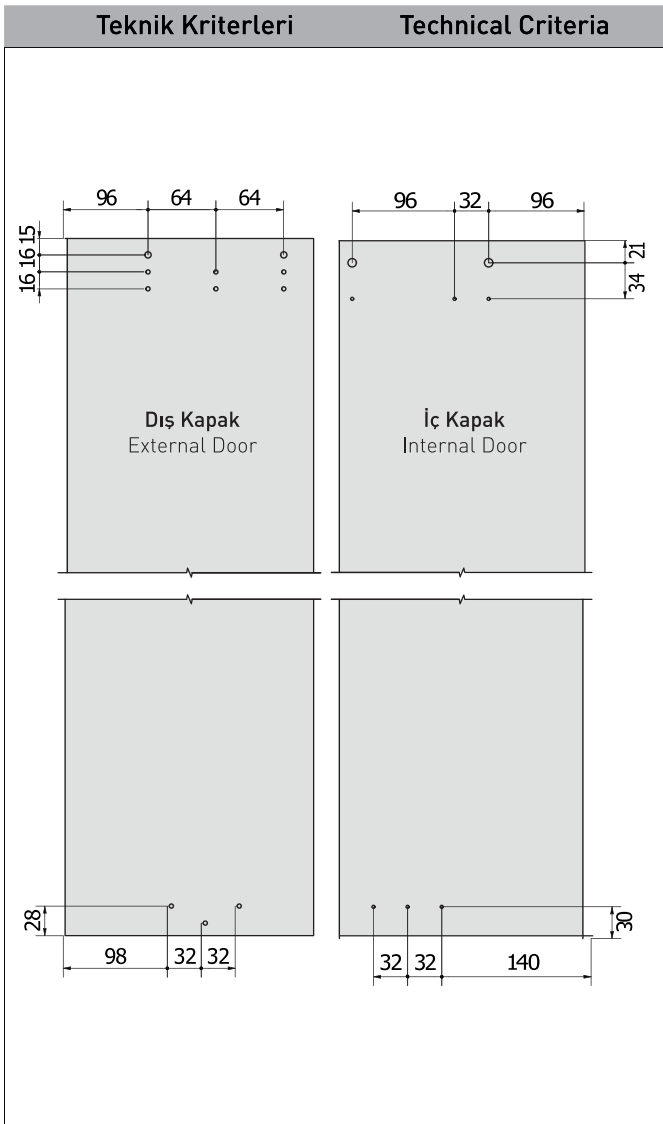 Teknik Kriterleri Technical Criteria
96 64 64
96 32 96
16 16 15
21
34
Dış Kapak
External Door
İç Kapak
Internal Door
28
98 32 32
30
32 32 140